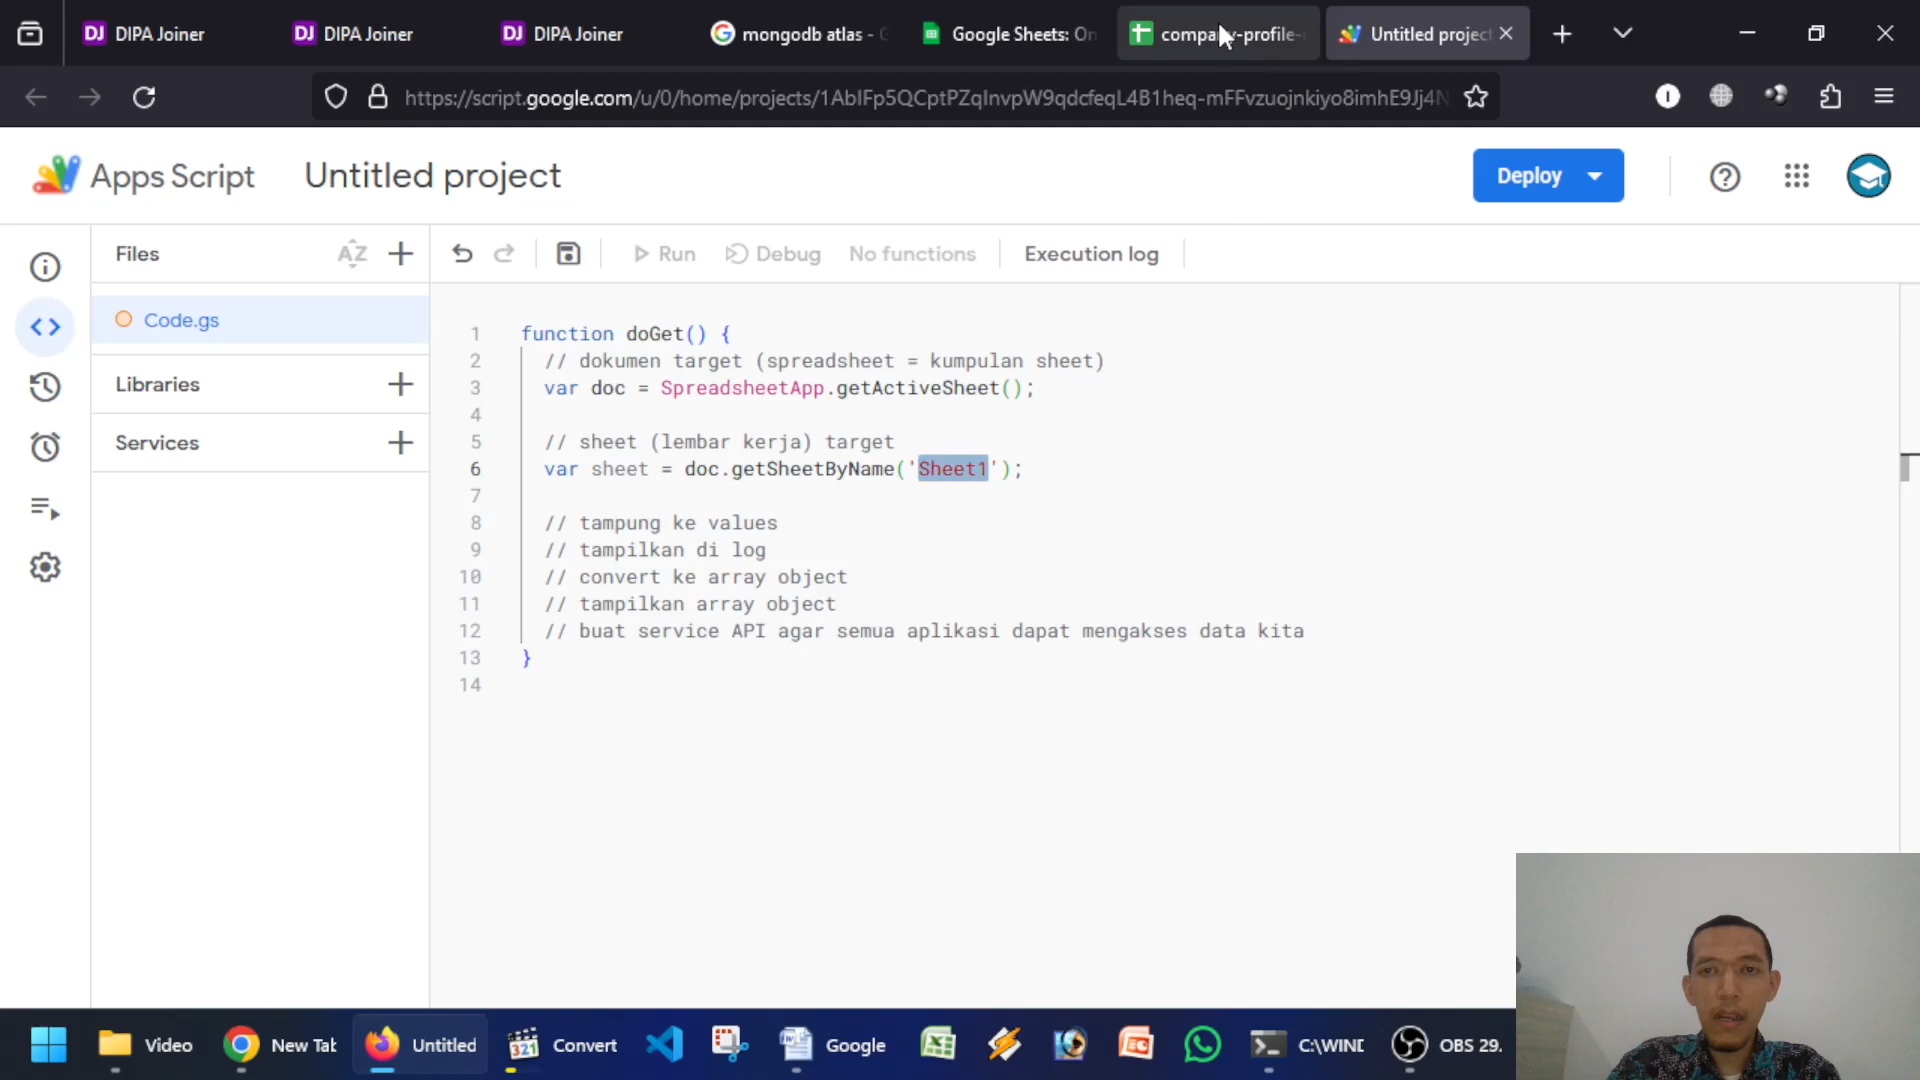 DIPA Joiner
DIPA Joiner
DIPA Joiner
mongodb atlas -
Google Sheets: On
company-profile-
Untitled project
https://script.google.com/u/0/home/projects/
Apps Script
Untitled project
Deploy
Files
AZ
Run
Debug
No functions
Execution log
Code.gs
Libraries
Services
1 function doGet() {
2 // dokumen target (spreadsheet = kumpulan sheet)
3 var doc = SpreadsheetApp.getActiveSheet();
4
5 // sheet (lembar kerja) target
6 var sheet = doc.getSheetByName('Sheet1');
7
8 // tampung ke values
9 // tampilkan di log
10 // convert ke array object
11 // tampilkan array object
12 // buat service API agar semua aplikasi dapat mengakses data kita
13 }
14
Video
New Tab
Untitled
Convert
Google
C:\WIND
OBS 29.